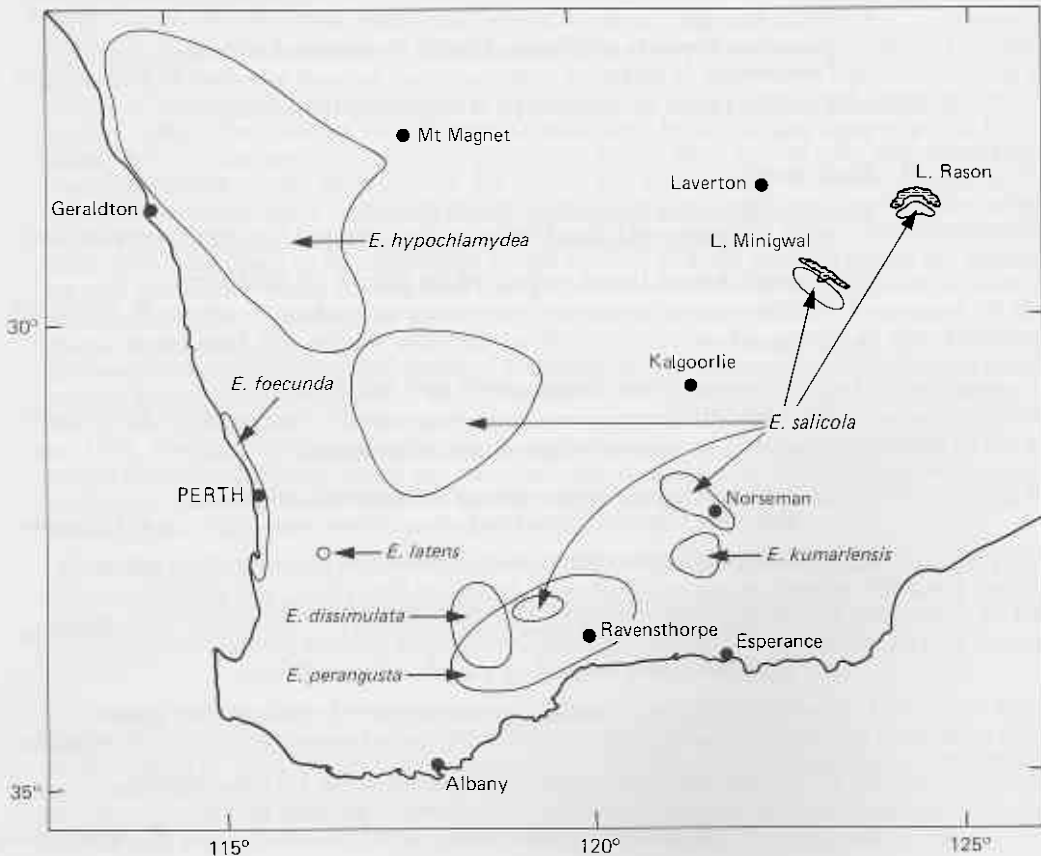 Mt Magnet
Laverton
L. Rason
Geraldton
E. hypochlamydea
L. Minigwal
30°
Kalgoorlie
E. foecunda
E. salicola
PERTH
Norseman
E. latens
E. kumarlensis
E. dissimulata
Ravensthorpe
Esperance
E. perangusta
Albany
35°
115°
120°
125°